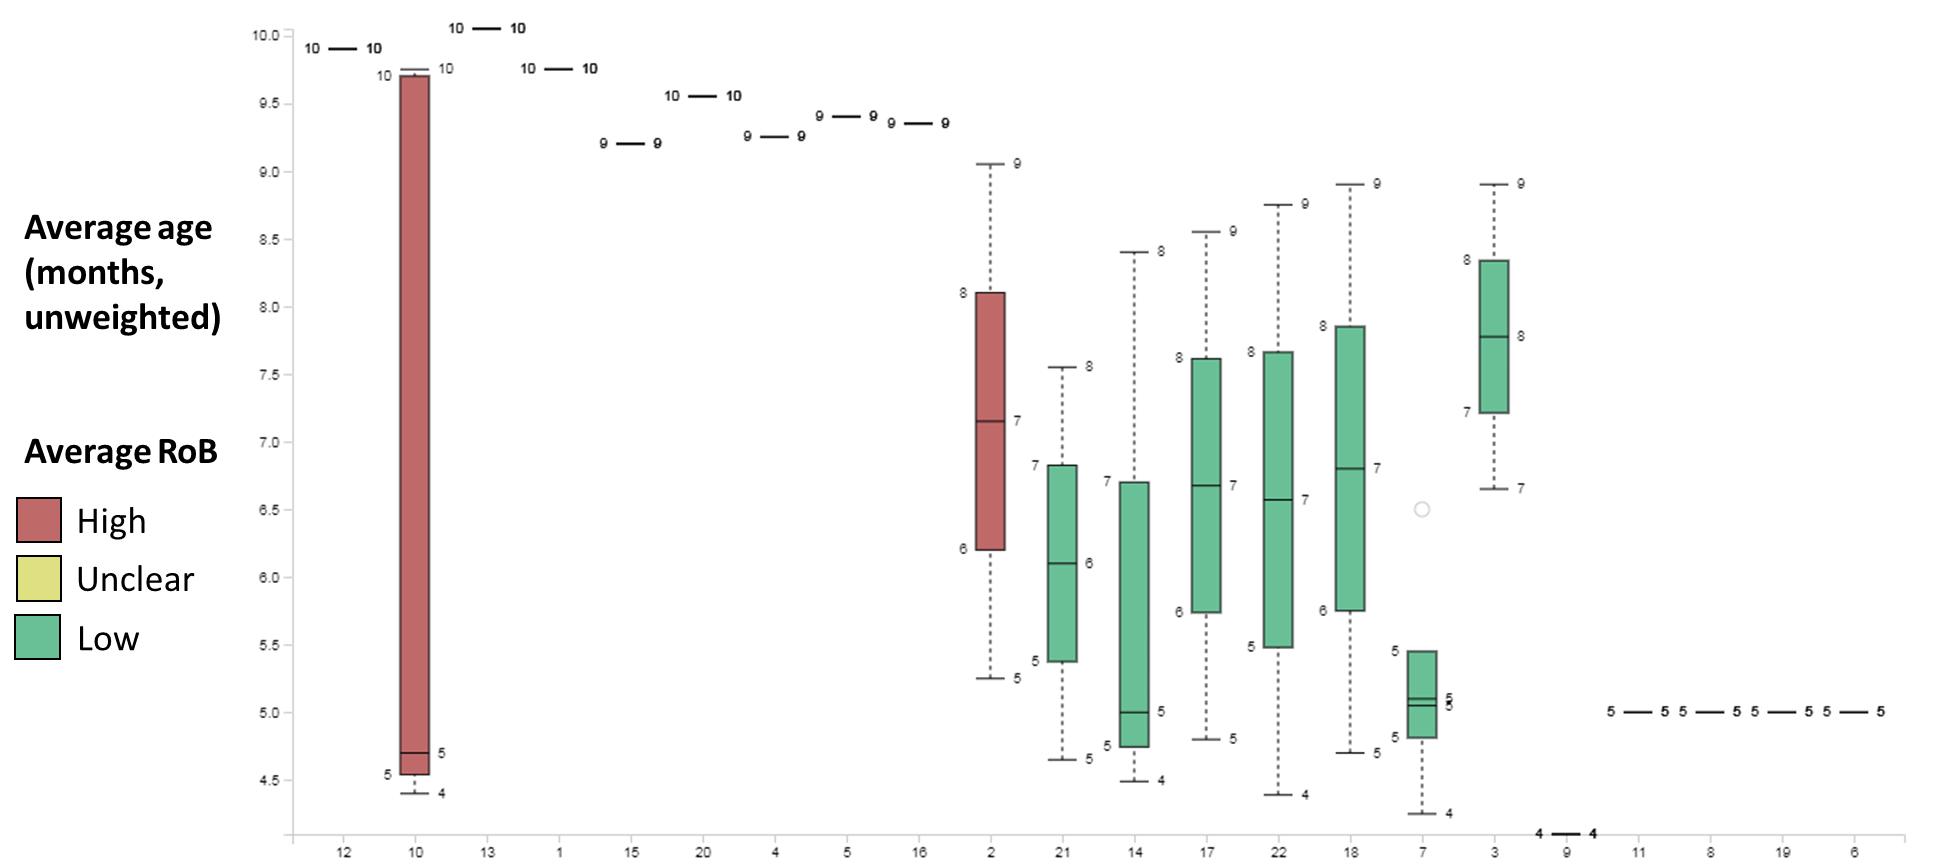 Average age
(months,
unweighted)
Average RoB
High
Unclear
Low
10.0
9.5
9.0
8.5
8.0
7.5
7.0
6.5
6.0
5.5
5.0
4.5
10 10
10 10 5 5 4
10 10
10 10
9 9
10 10
9 9
9 9
9 9
9 8 7 6 5
8 7 6 5 5
8 7 5 5 4
9 8 7 6 5
9 8 7 5 4
9 8 7 6 5
5 5 5 5 4
9 8 8 7 7
4 4
5 5
5 5
5 5
5 5
12 10 13 1 15 20 4 5 16 2 21 14 17 22 18 7 3 9 11 8 19 6